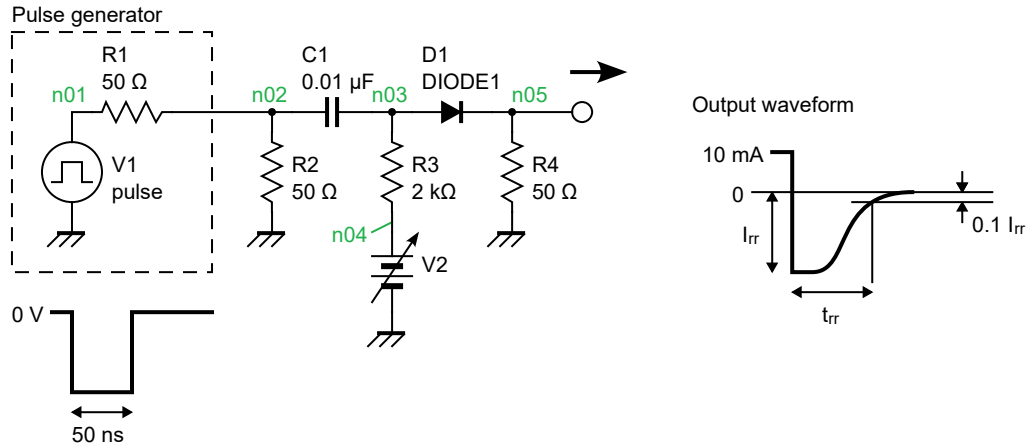 Pulse generator
R1
50 Ω
n01
V1
pulse
n02
C1
0.01 µF
n03
D1
DIODE1
n05
R2
50 Ω
R3
2 kΩ
R4
50 Ω
n04
V2
0 V
50 ns
Output waveform
10 mA
0
Irr
0.1 Irr
trr